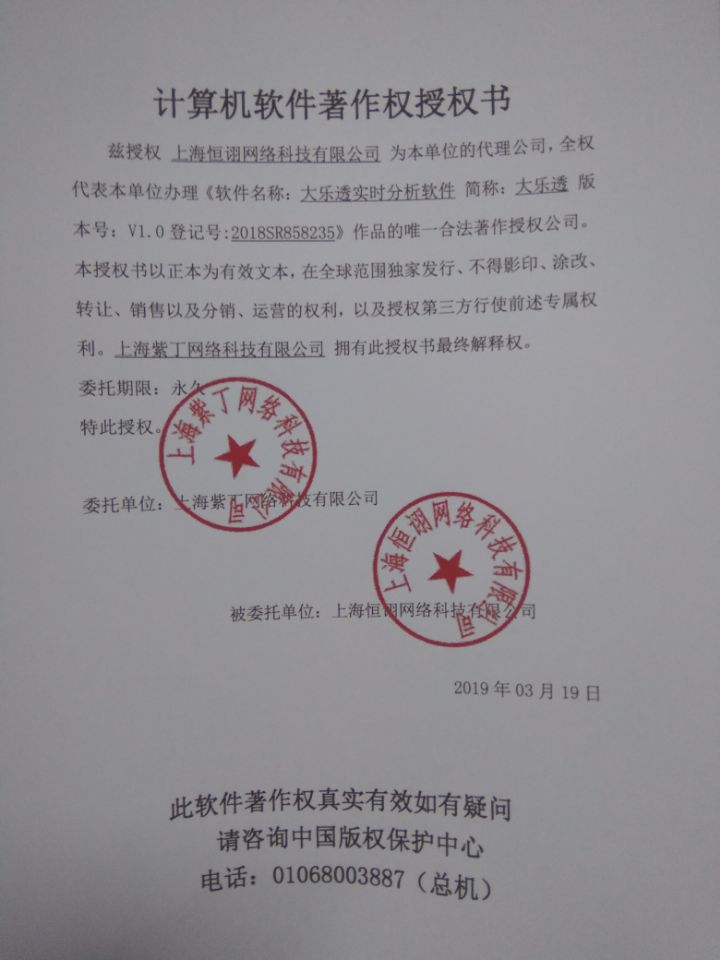 计算机软件著作权授权书
兹授权 上海恒诩网络科技有限公司 为本单位的代理公司,全权
代表本单位办理《软件名称：大乐透实时分析软件 简称：大乐透 版
本号：V1.0 登记号:2018SR858235》作品的唯一合法著作授权公司。
本授权书以正本为有效文本，在全球范围独家发行、不得影印、涂改、
转让、销售以及分销、运营的权利，以及授权第三方行使前述专属权
利。上海紫丁网络科技有限公司 拥有此授权书最终解释权。
委托期限：永久
特此授权。
上海紫丁网络科技有限公司
委托单位：上海紫丁网络科技有限公司
上海恒诩网络科技有限公司
被委托单位：上海恒诩网络科技有限公司
2019 年 03 月 19 日
此软件著作权真实有效如有疑问
请咨询中国版权保护中心
电话：01068003887（总机）